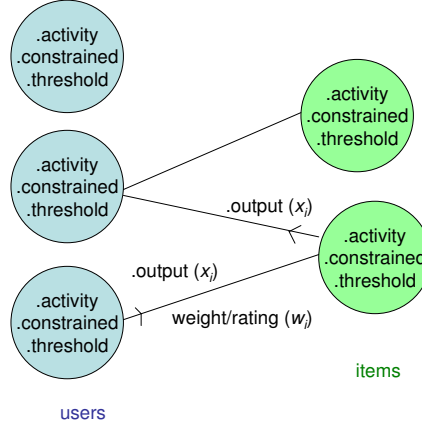 .activity
.constrained
.threshold
.activity
.constrained
.threshold
.activity
.constrained
.threshold
.output (xi)
.activity
.constrained
.threshold
.output (xi)
weight/rating (wi)
.activity
.constrained
.threshold
items
users